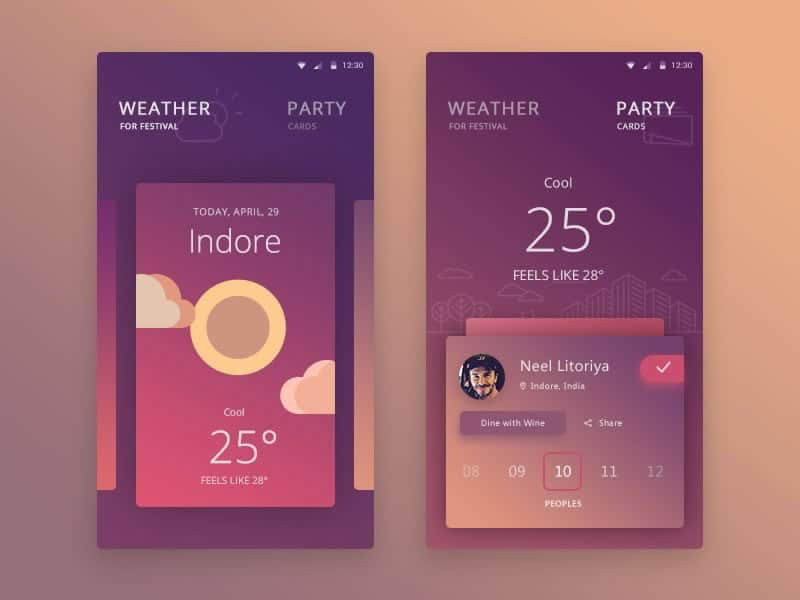 12:30
WEATHER
FOR FESTIVAL
PARTY
CARDS
TODAY, APRIL, 29
Indore
Cool
25°
FEELS LIKE 28°
12:30
WEATHER
FOR FESTIVAL
PARTY
CARDS
Cool
25°
FEELS LIKE 28°
Neel Litoriya
Indore, India
Dine with Wine
Share
08 09 10 11 12
PEOPLES